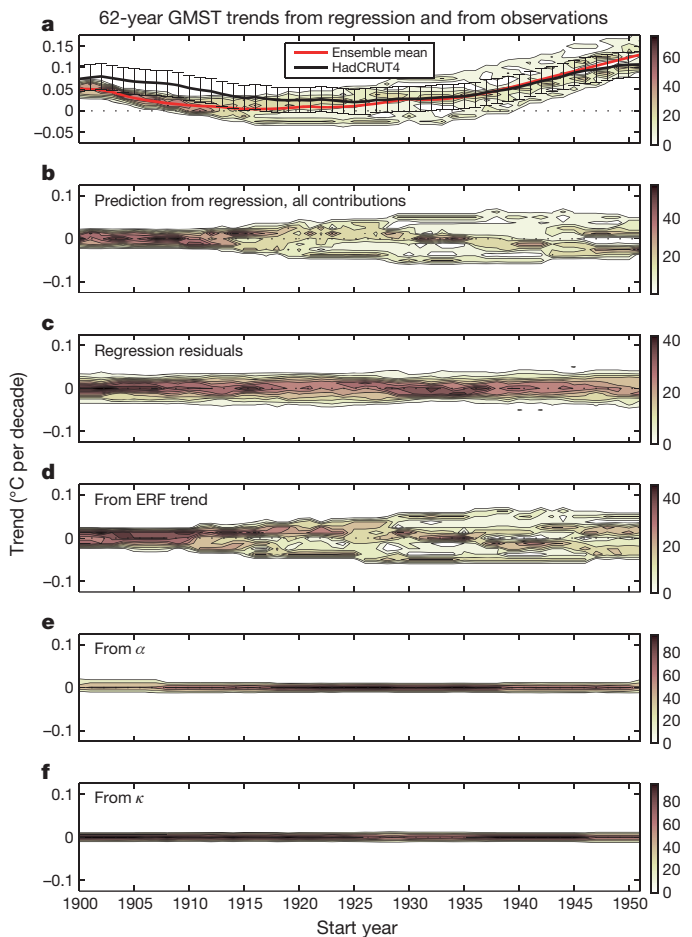 62-year GMST trends from regression and from observations
a
Ensemble mean
HadCRUT4
0.15
0.1
0.05
0
−0.05
60
40
20
0
b
Prediction from regression, all contributions
0.1
0
−0.1
40
20
c
Regression residuals
0.1
0
−0.1
40
20
0
Trend (°C per decade)
d
From ERF trend
0.1
0
−0.1
40
20
0
e
From α
0.1
0
−0.1
80
60
40
20
0
f
From κ
0.1
0
−0.1
80
60
40
20
0
1900 1905 1910 1915 1920 1925 1930 1935 1940 1945 1950
Start year